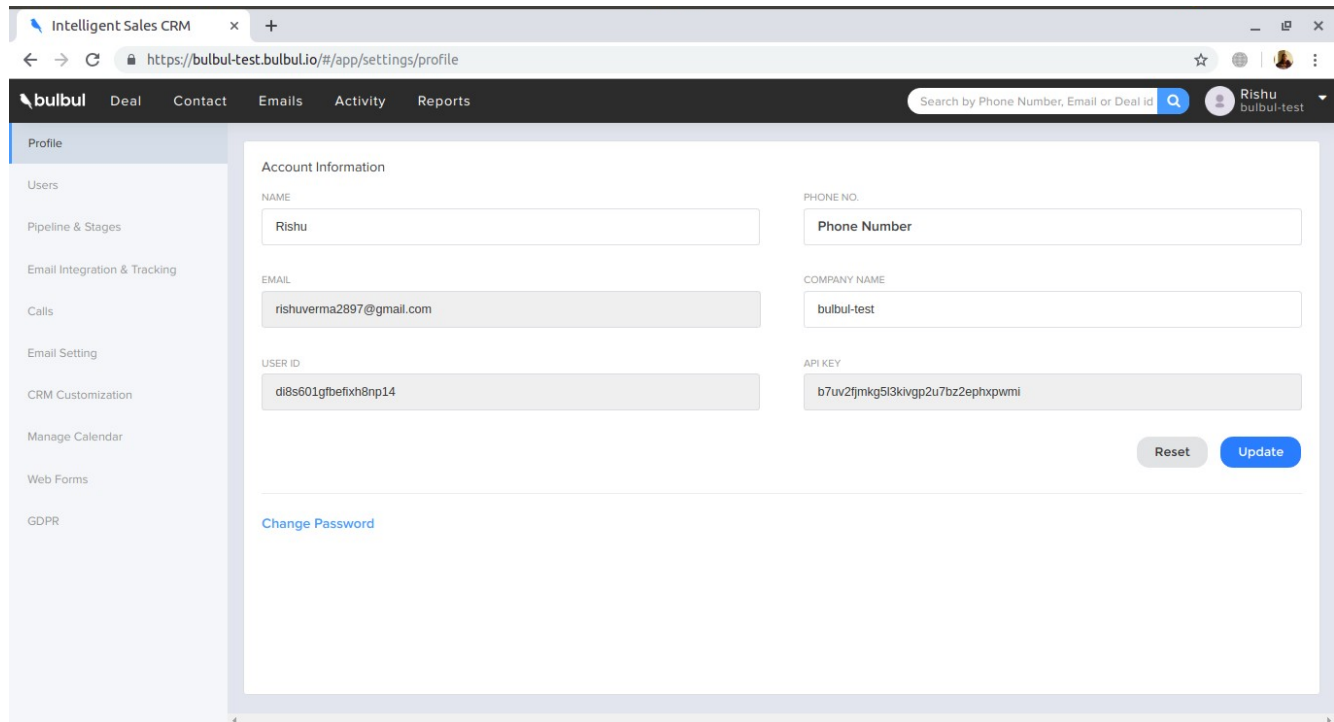 Intelligent Sales CRM
https://bulbul-test.bulbul.io/#/app/settings/profile
bulbul Deal Contact Emails Activity Reports Search by Phone Number, Email or Deal id Rishu
bulbul-test
Profile
Users
Pipeline & Stages
Email Integration & Tracking
Calls
Email Setting
CRM Customization
Manage Calendar
Web Forms
GDPR
Account Information
NAME PHONE NO.
Rishu Phone Number
EMAIL COMPANY NAME
rishuverma2897@gmail.com bulbul-test
USER ID API KEY
di8s601gfbefixh8np14 b7uv2fjmkg5l3kivgp2u7bz2ephxpwmi
Reset Update
Change Password